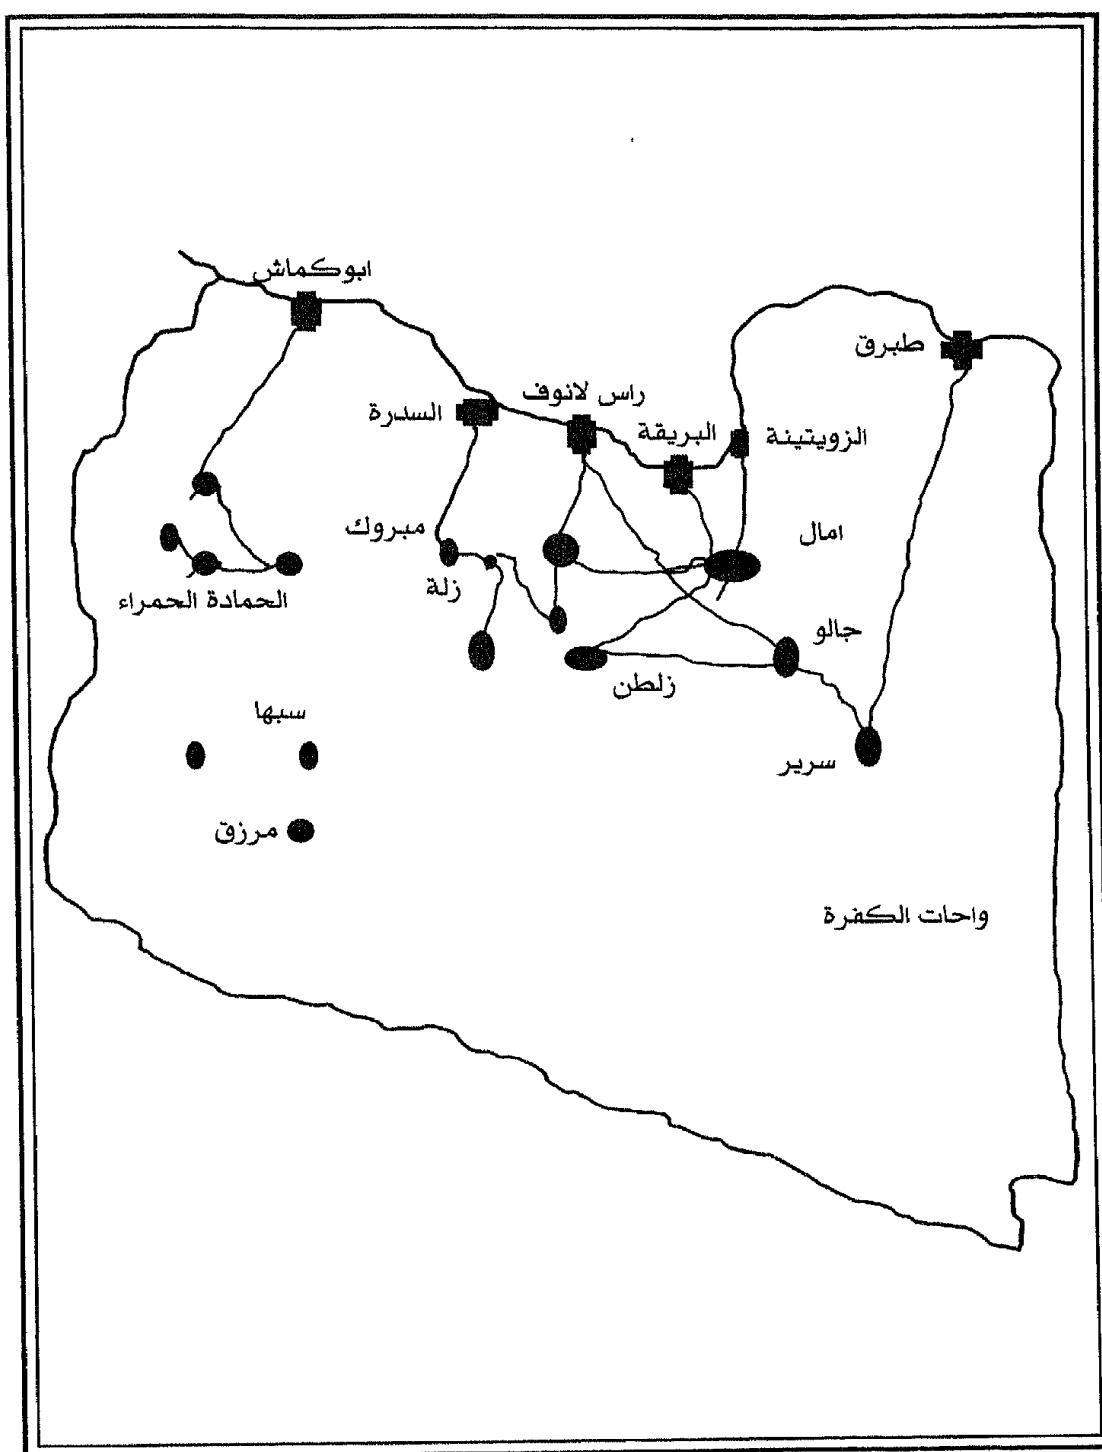 ابوكماش
طبرق
راس لانوف
السدرة
البريقة
الزويتينة
مبروك
امال
زلة
الحمادة الحمراء
جالو
زلطن
سبها
سرير
مرزق
واحات الكفرة